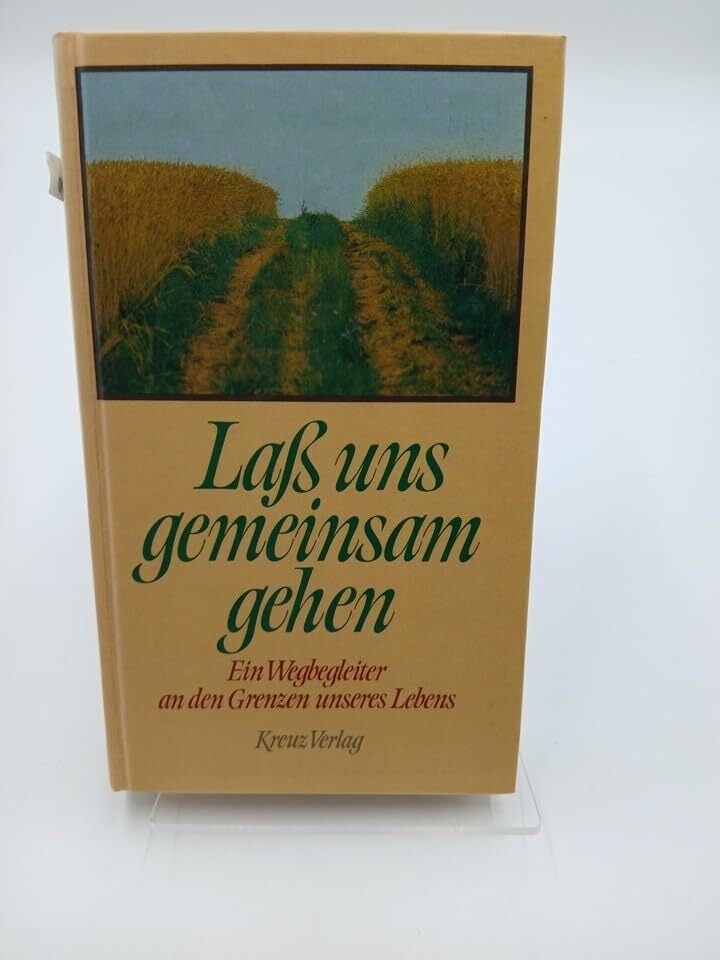 Laß uns
gemeinsam
gehen
Ein Wegbegleiter
an den Grenzen unseres Lebens
Kreuz Verlag